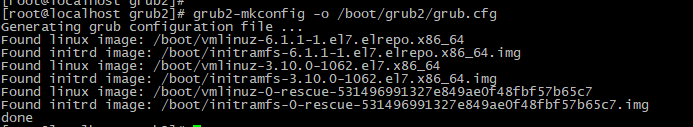 [root@localhost grub2]#
[root@localhost grub2]# grub2-mkconfig -o /boot/grub2/grub.cfg
Generating grub configuration file ...
Found linux image: /boot/vmlinuz-6.1.1-1.el7.elrepo.x86_64
Found initrd image: /boot/initramfs-6.1.1-1.el7.elrepo.x86_64.img
Found linux image: /boot/vmlinuz-3.10.0-1062.el7.x86_64
Found initrd image: /boot/initramfs-3.10.0-1062.el7.x86_64.img
Found linux image: /boot/vmlinuz-0-rescue-531496991327e849ae0f48fbf57b65c7
Found initrd image: /boot/initramfs-0-rescue-531496991327e849ae0f48fbf57b65c7.img
done
[root@localhost grub2]#